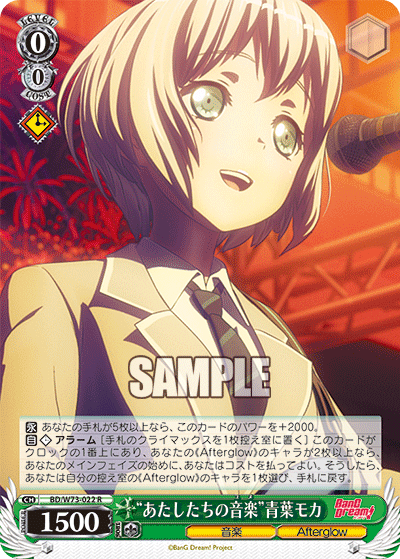 LEVEL
0
0
COST
SAMPLE
永 あなたの手札が5枚以上なら、このカードのパワーを+2000。
自 アラーム [手札のクライマックスを1枚控え室に置く] このカードが
クロックの1番上にあり、あなたの《Afterglow》のキャラが2枚以上なら、
あなたのメインフェイズの始めに、あなたはコストを払ってよい。そうしたら、
あなたは自分の控え室の《Afterglow》のキャラを1枚選び、手札に戻す。
CH BD/W73-022 R
1500
“あたしたちの音楽”青葉モカ
BanG Dream!
音楽
Afterglow
©BanG Dream! Project